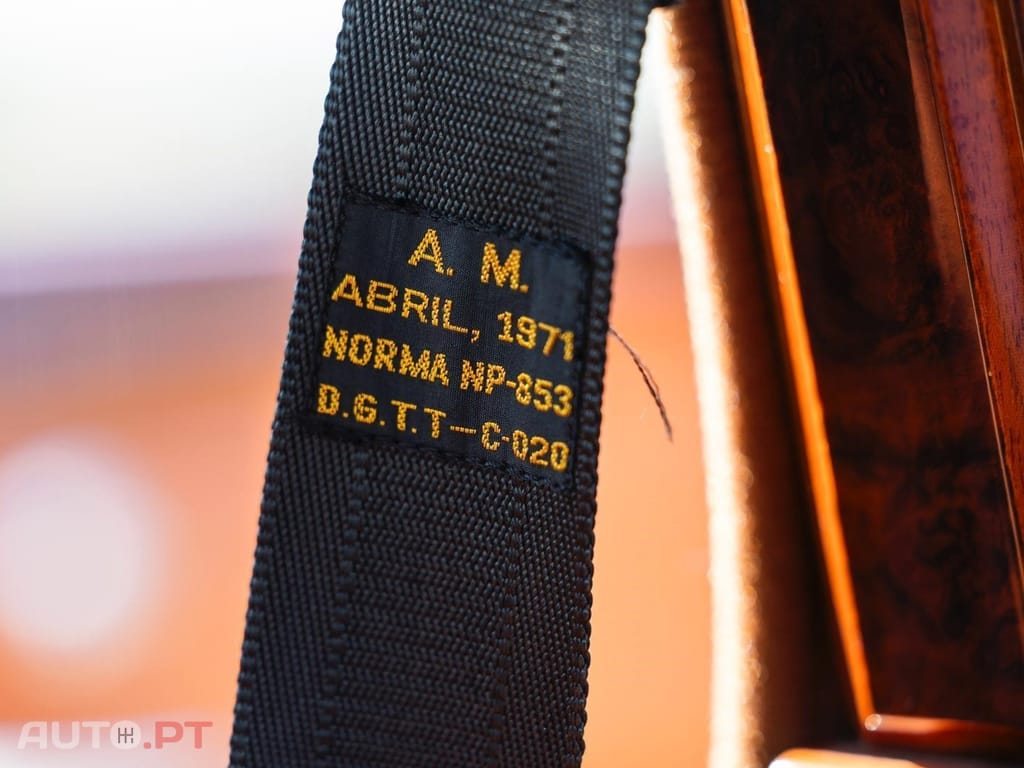 A. M.
ABRIL, 1971
NORMA NP-853
D.G.T.T—C-020
AUTO.PT